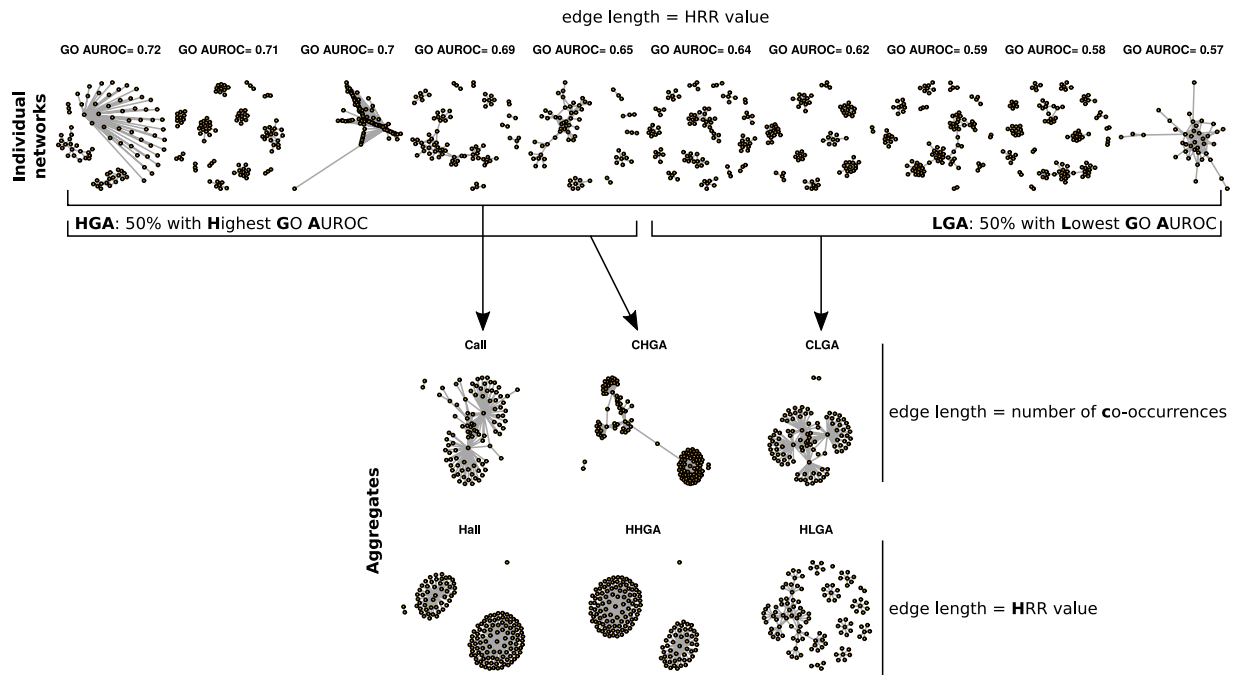 edge length = HRR value
GO AUROC= 0.72 GO AUROC= 0.71 GO AUROC= 0.7 GO AUROC= 0.69 GO AUROC= 0.65 GO AUROC= 0.64 GO AUROC= 0.62 GO AUROC= 0.59 GO AUROC= 0.58 GO AUROC= 0.57
Individual
networks
HGA: 50% with Highest GO AUROC
LGA: 50% with Lowest GO AUROC
Call CHGA CLGA
edge length = number of co-occurrences
Aggregates
Hall HHGA HLGA
edge length = HRR value